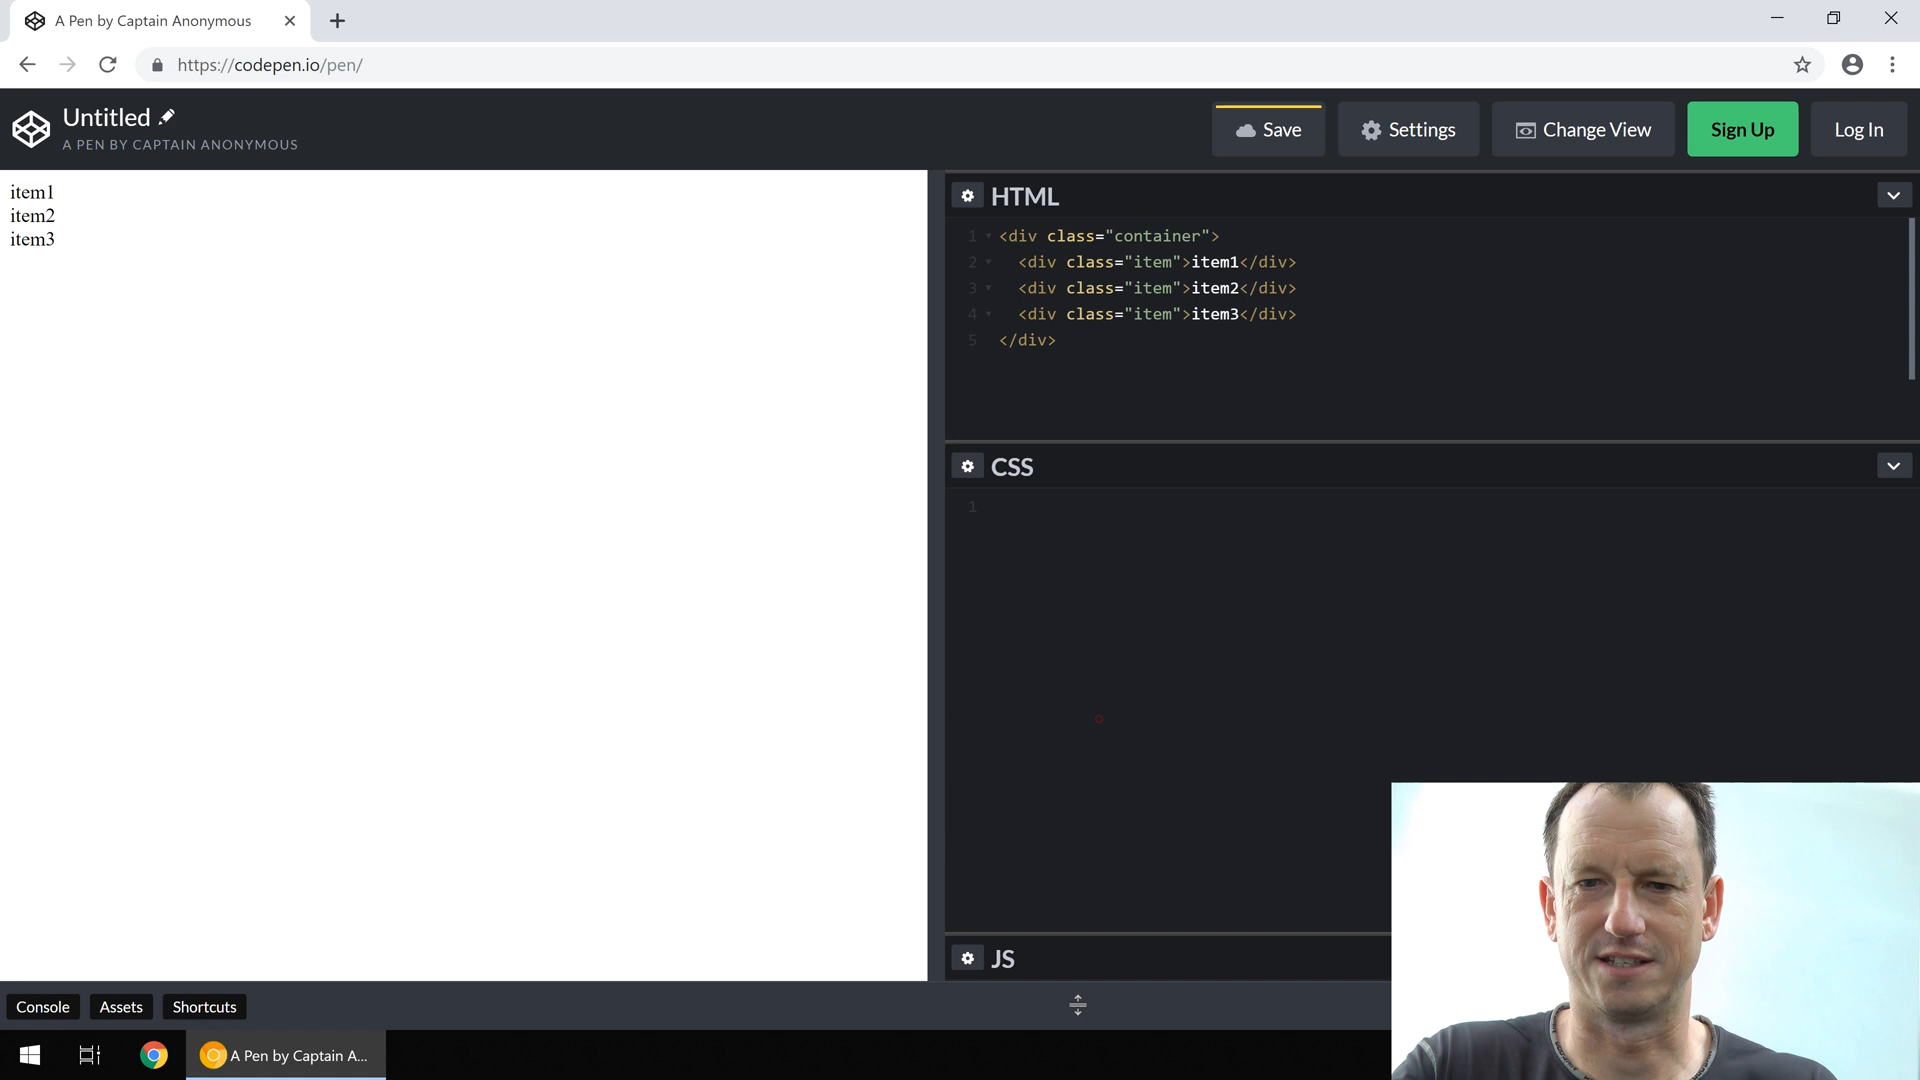 A Pen by Captain Anonymous
https://codepen.io/pen/
Untitled
A PEN BY CAPTAIN ANONYMOUS
Save
Settings
Change View
Sign Up
Log In
item1
item2
item3
HTML
1 <div class="container">
2 <div class="item">item1</div>
3 <div class="item">item2</div>
4 <div class="item">item3</div>
5 </div>
CSS
1
JS
Console
Assets
Shortcuts
A Pen by Captain A...